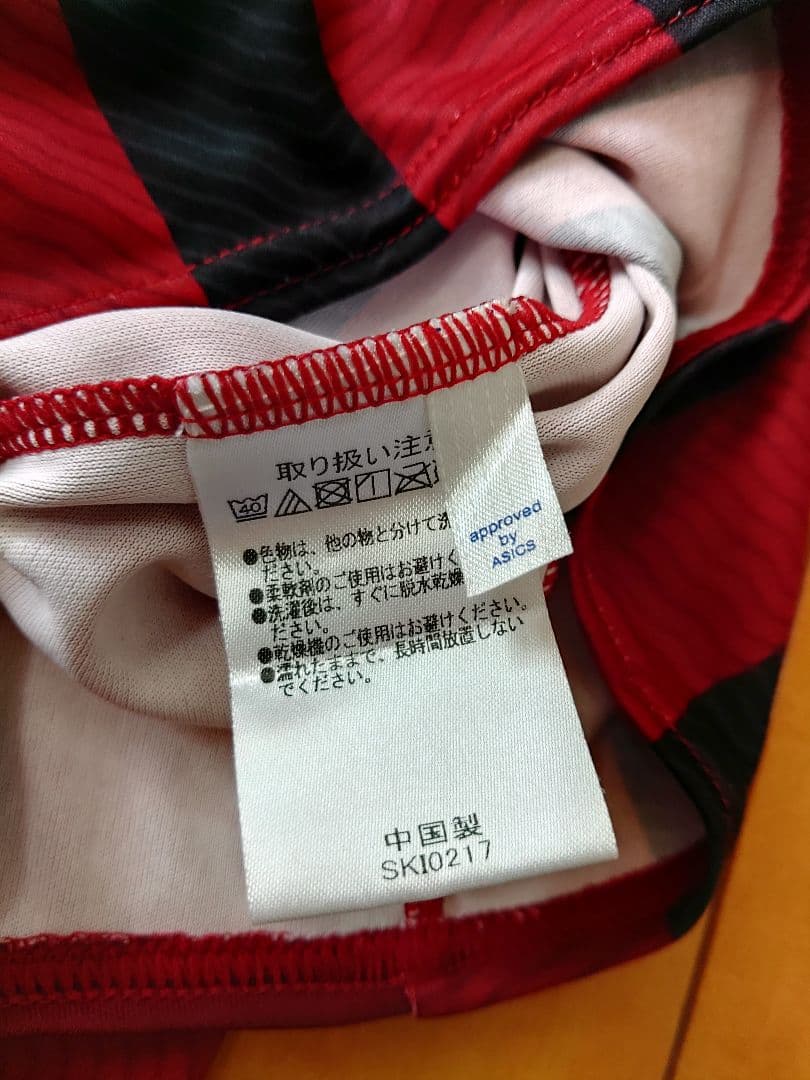 取り扱い注意
40
●色物は、他の物と分けて洗
ださい。
●柔軟剤のご使用はお避けく
●洗濯後は、すぐに脱水乾燥
ださい。
●乾燥機のご使用はお避けください。
●濡れたままで、長時間放置しない
でください。
approved
by
ASICS
中国製
SKI0217